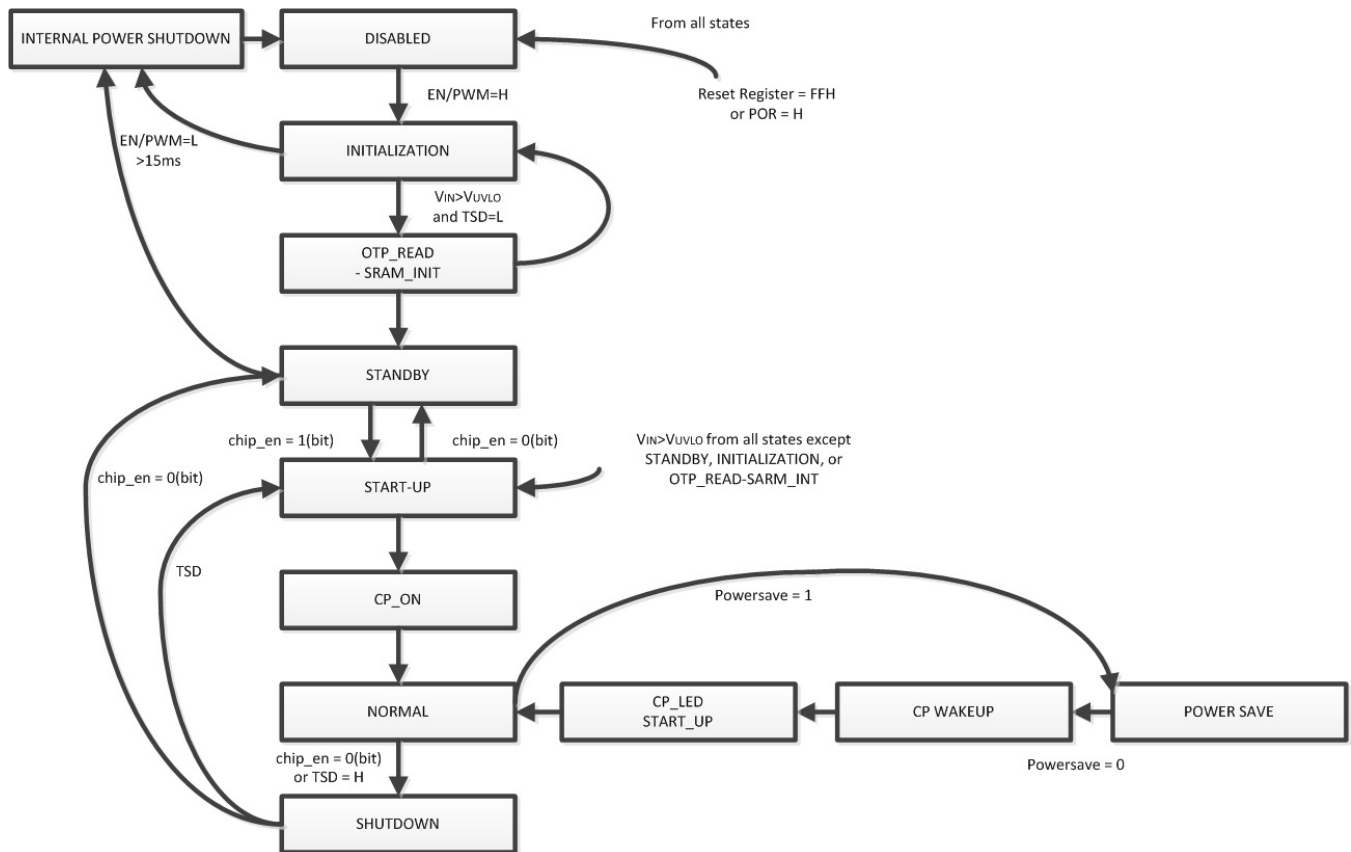 INTERNAL POWER SHUTDOWN
DISABLED
From all states
EN/PWM=H
Reset Register = FFH
or POR = H
EN/PWM=L
>15ms
INITIALIZATION
VIN>VUVLO
and TSD=L
OTP_READ
- SRAM_INIT
STANDBY
chip_en = 1(bit)
chip_en = 0(bit)
VIN>VUVLO from all states except
STANDBY, INITIALIZATION, or
OTP_READ-SARM_INT
chip_en = 0(bit)
START-UP
TSD
CP_ON
Powersave = 1
NORMAL
CP_LED
START_UP
CP WAKEUP
POWER SAVE
chip_en = 0(bit)
or TSD = H
Powersave = 0
SHUTDOWN